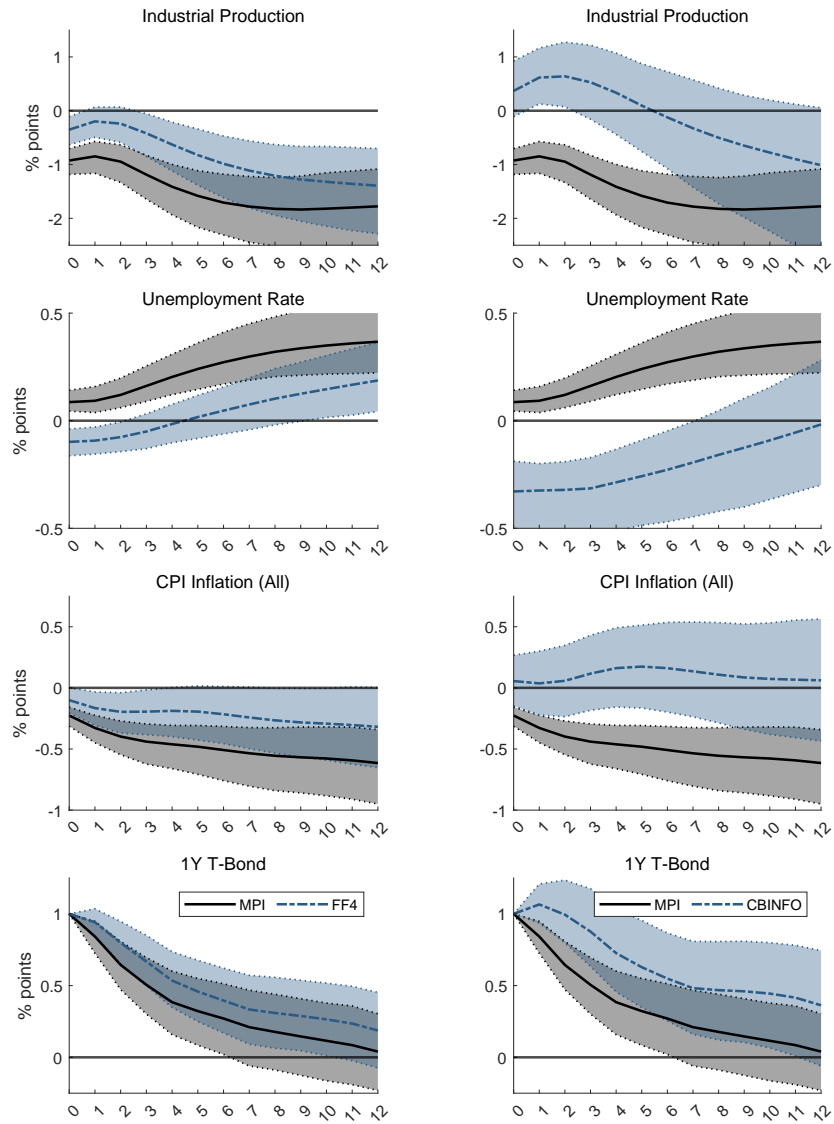 Industrial Production
1
0
-1
-2
% points
0 1 2 3 4 5 6 7 8 9 10 11 12
Industrial Production
1
0
-1
-2
0 1 2 3 4 5 6 7 8 9 10 11 12
Unemployment Rate
0.5
0
-0.5
% points
0 1 2 3 4 5 6 7 8 9 10 11 12
Unemployment Rate
0.5
0
-0.5
0 1 2 3 4 5 6 7 8 9 10 11 12
CPI Inflation (All)
0.5
0
-0.5
-1
% points
0 1 2 3 4 5 6 7 8 9 10 11 12
CPI Inflation (All)
0.5
0
-0.5
-1
0 1 2 3 4 5 6 7 8 9 10 11 12
1Y T-Bond
MPI FF4
1
0.5
0
% points
0 1 2 3 4 5 6 7 8 9 10 11 12
1Y T-Bond
MPI CBINFO
1
0.5
0
0 1 2 3 4 5 6 7 8 9 10 11 12